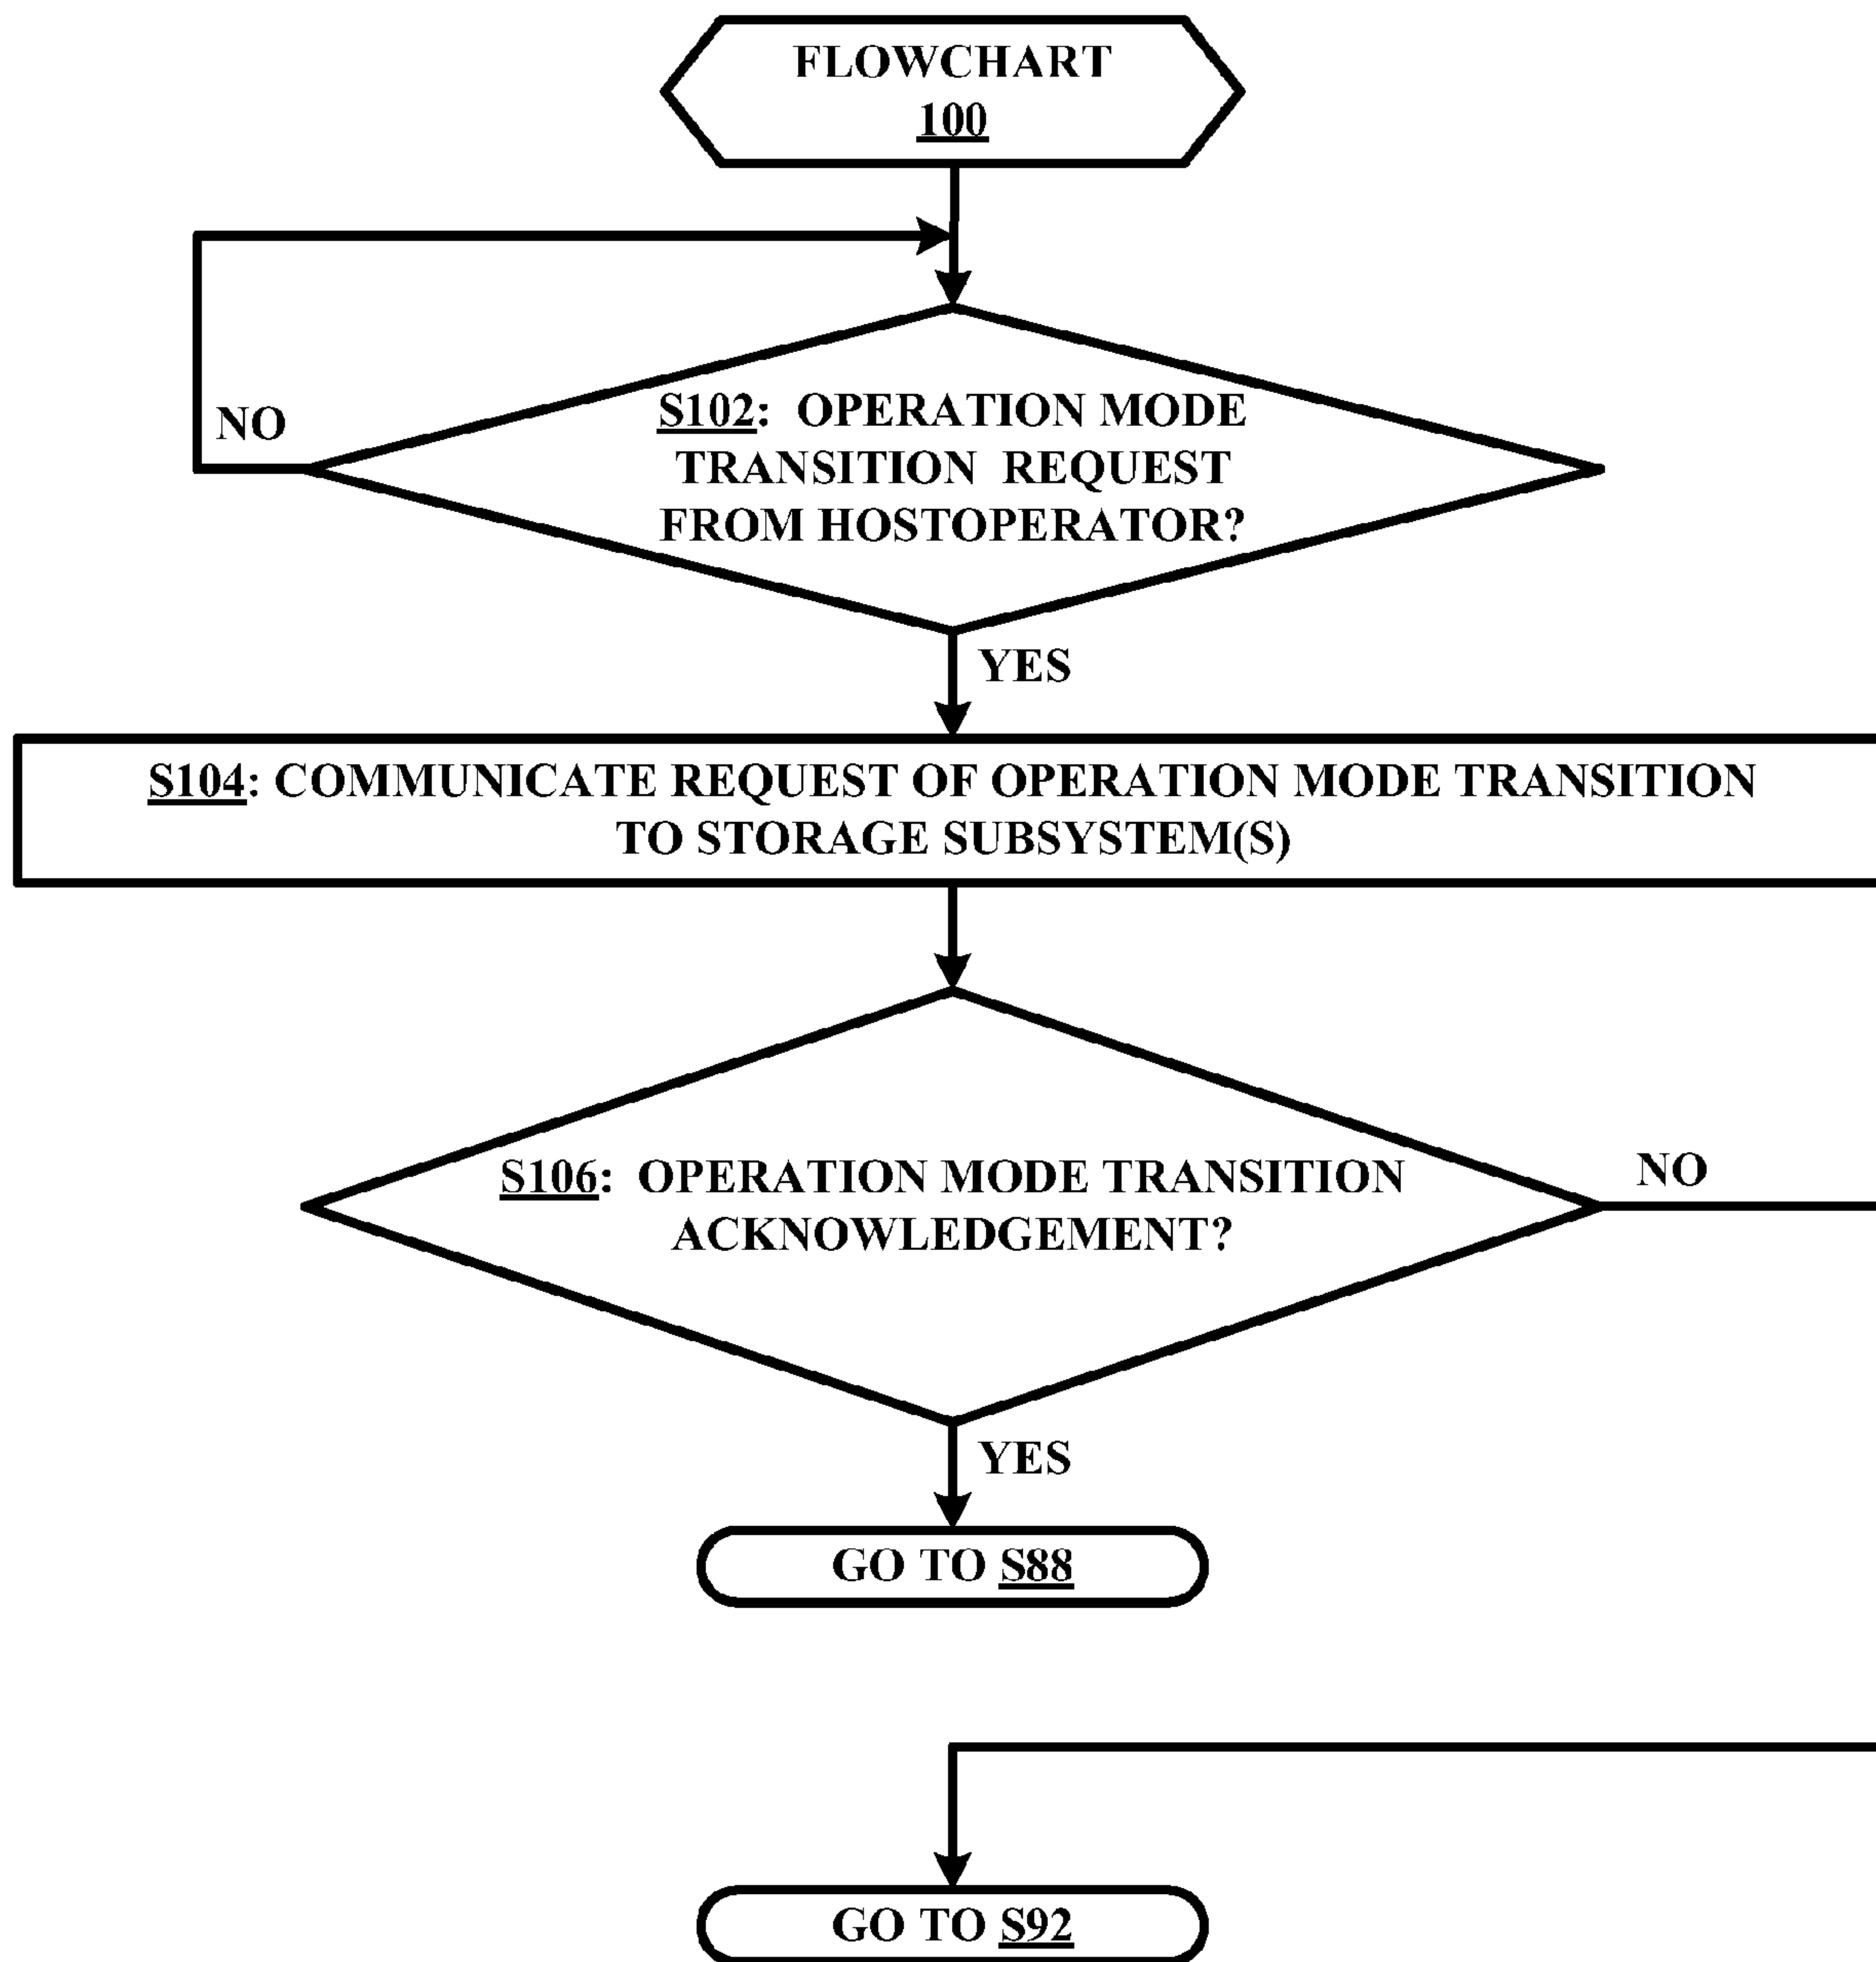 FLOWCHART
100
NO
S102: OPERATION MODE
TRANSITION REQUEST
FROM HOSTOPERATOR?
YES
S104: COMMUNICATE REQUEST OF OPERATION MODE TRANSITION
TO STORAGE SUBSYSTEM(S)
S106: OPERATION MODE TRANSITION
ACKNOWLEDGEMENT?
NO
YES
GO TO S88
GO TO S92